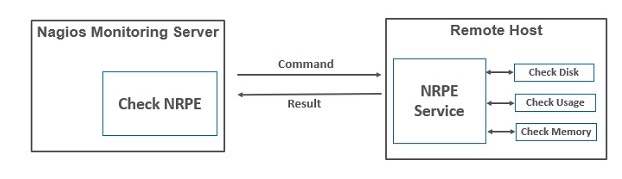 Nagios Monitoring Server
Check NRPE
Command
Result
Remote Host
NRPE
Service
Check Disk
Check Usage
Check Memory